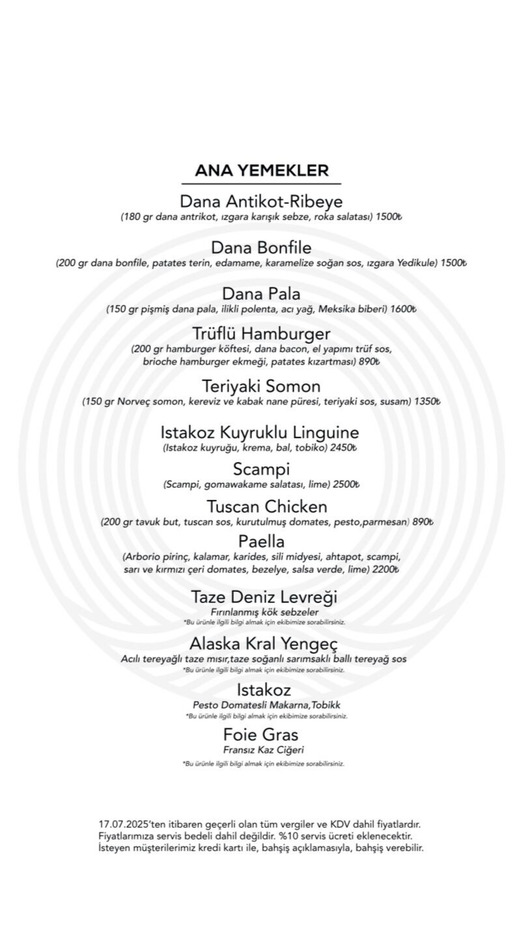 ANA YEMEKLER
Dana Antikot-Ribeye
(180 gr dana antrikot, ızgara karışık sebze, roka salatası) 1500₺
Dana Bonfile
(200 gr dana bonfile, patates terin, edamame, karamelize soğan sos, ızgara Yedikule) 1500₺
Dana Pala
(150 gr pişmiş dana pala, ilikli polenta, acı yağ, Meksika biberi) 1600₺
Trüflü Hamburger
(200 gr hamburger köftesi, dana bacon, el yapımı trüf sos,
brioche hamburger ekmeği, patates kızartması) 890₺
Teriyaki Somon
(150 gr Norveç somon, kereviz ve kabak nane püresi, teriyaki sos, susam) 1350₺
Istakoz Kuyruklu Linguine
(Istakoz kuyruğu, krema, bal, tobiko) 2450₺
Scampi
(Scampi, gomawakame salatası, lime) 2500₺
Tuscan Chicken
(200 gr tavuk but, tuscan sos, kurutulmuş domates, pesto,parmesan) 890₺
Paella
(Arborio pirinç, kalamar, karides, sili midyesi, ahtapot, scampi,
sarı ve kırmızı çeri domates, bezelye, salsa verde, lime) 2200₺
Taze Deniz Levreği
Fırınlanmış kök sebzeler
*Bu ürünle ilgili bilgi almak için ekibimize sorabilirsiniz.
Alaska Kral Yengeç
Acılı tereyağlı taze mısır,taze soğanlı sarımsaklı ballı tereyağ sos
*Bu ürünle ilgili bilgi almak için ekibimize sorabilirsiniz.
Istakoz
Pesto Domatesli Makarna,Tobikk
*Bu ürünle ilgili bilgi almak için ekibimize sorabilirsiniz.
Foie Gras
Fransız Kaz Ciğeri
*Bu ürünle ilgili bilgi almak için ekibimize sorabilirsiniz.
17.07.2025'ten itibaren geçerli olan tüm vergiler ve KDV dahil fiyatlardır.
Fiyatlarımıza servis bedeli dahil değildir. %10 servis ücreti eklenecektir.
İsteyen müşterilerimiz kredi kartı ile, bahşiş açıklamasıyla, bahşiş verebilir.